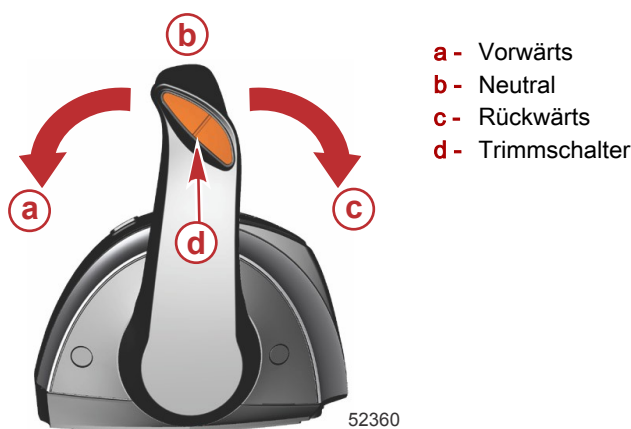 b
a
c
d
52360
a - Vorwärts
b - Neutral
c - Rückwärts
d - Trimmschalter